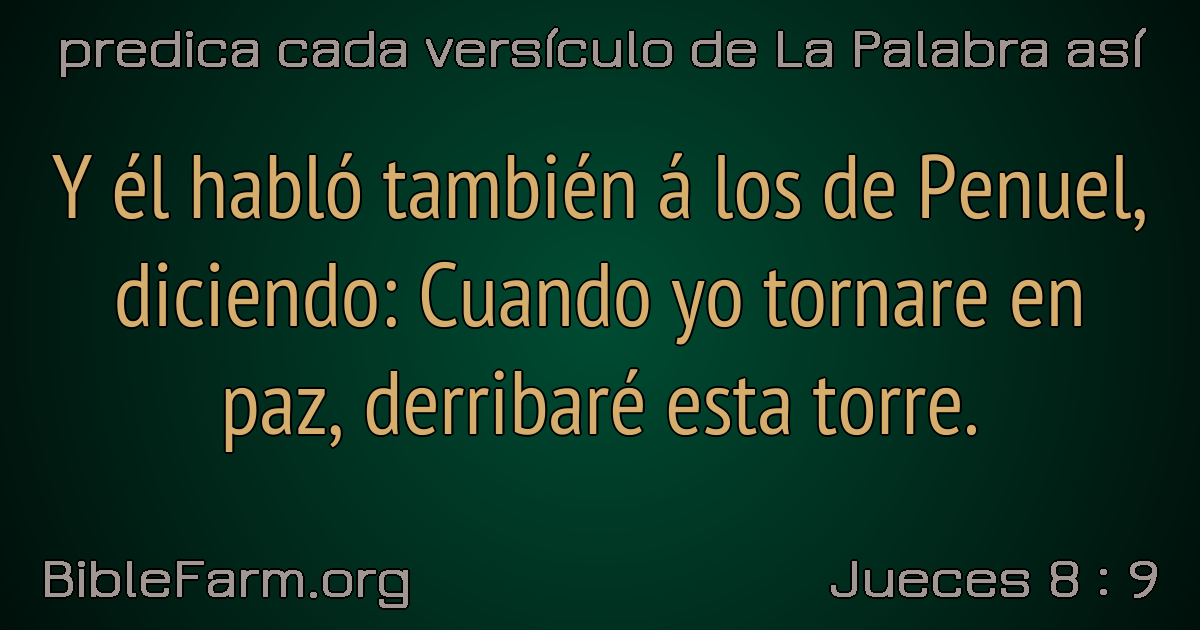 predica cada versículo de La Palabra así
Y él habló también á los de Penuel,
diciendo: Cuando yo tornare en
paz, derribaré esta torre.
BibleFarm.org
Jueces 8 : 9